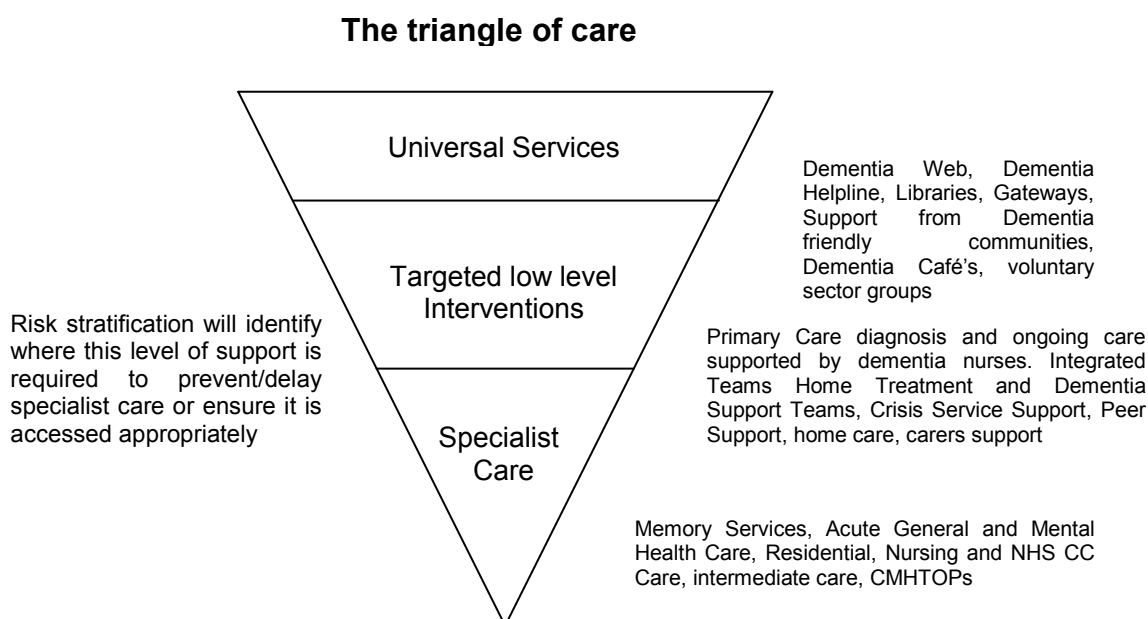 The triangle of care
Universal Services
Dementia Web, Dementia
Helpline, Libraries, Gateways,
Support from Dementia
friendly communities,
Dementia Café's, voluntary
sector groups
Targeted low level
Interventions
Risk stratification will identify
where this level of support is
required to prevent/delay
specialist care or ensure it is
accessed appropriately
Primary Care diagnosis and ongoing care
supported by dementia nurses. Integrated
Teams Home Treatment and Dementia
Support Teams, Crisis Service Support, Peer
Support, home care, carers support
Specialist
Care
Memory Services, Acute General and Mental
Health Care, Residential, Nursing and NHS CC
Care, intermediate care, CMHTOPs